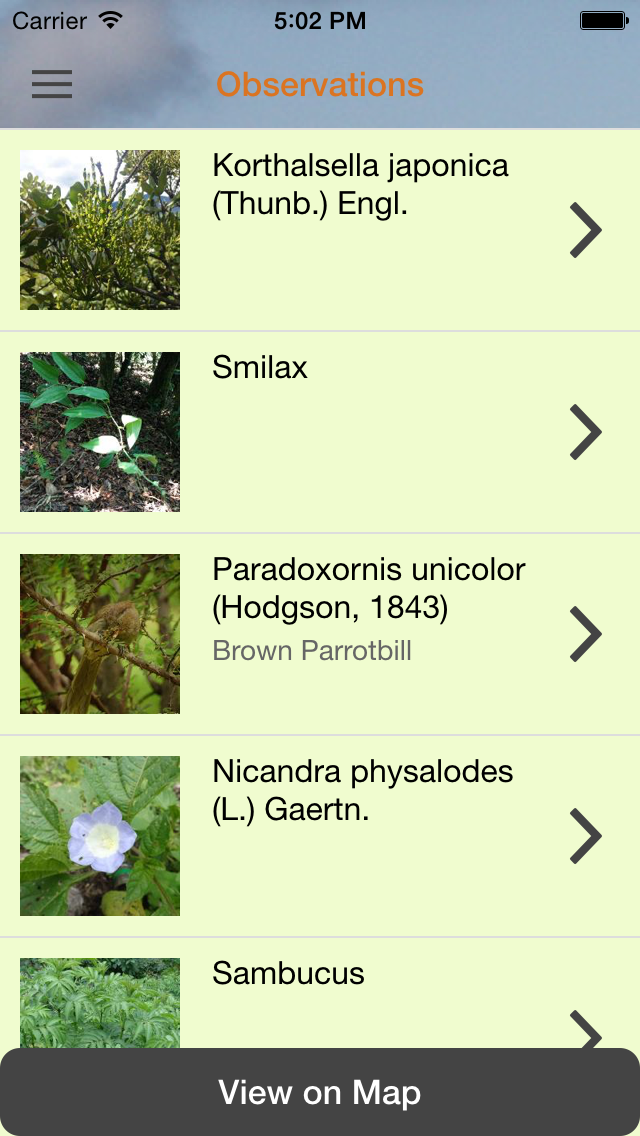 Carrier 5:02 PM
Observations
Korthalsella japonica
(Thunb.) Engl.
Smilax
Paradoxornis unicolor
(Hodgson, 1843)
Brown Parrotbill
Nicandra physalodes
(L.) Gaertn.
Sambucus
View on Map